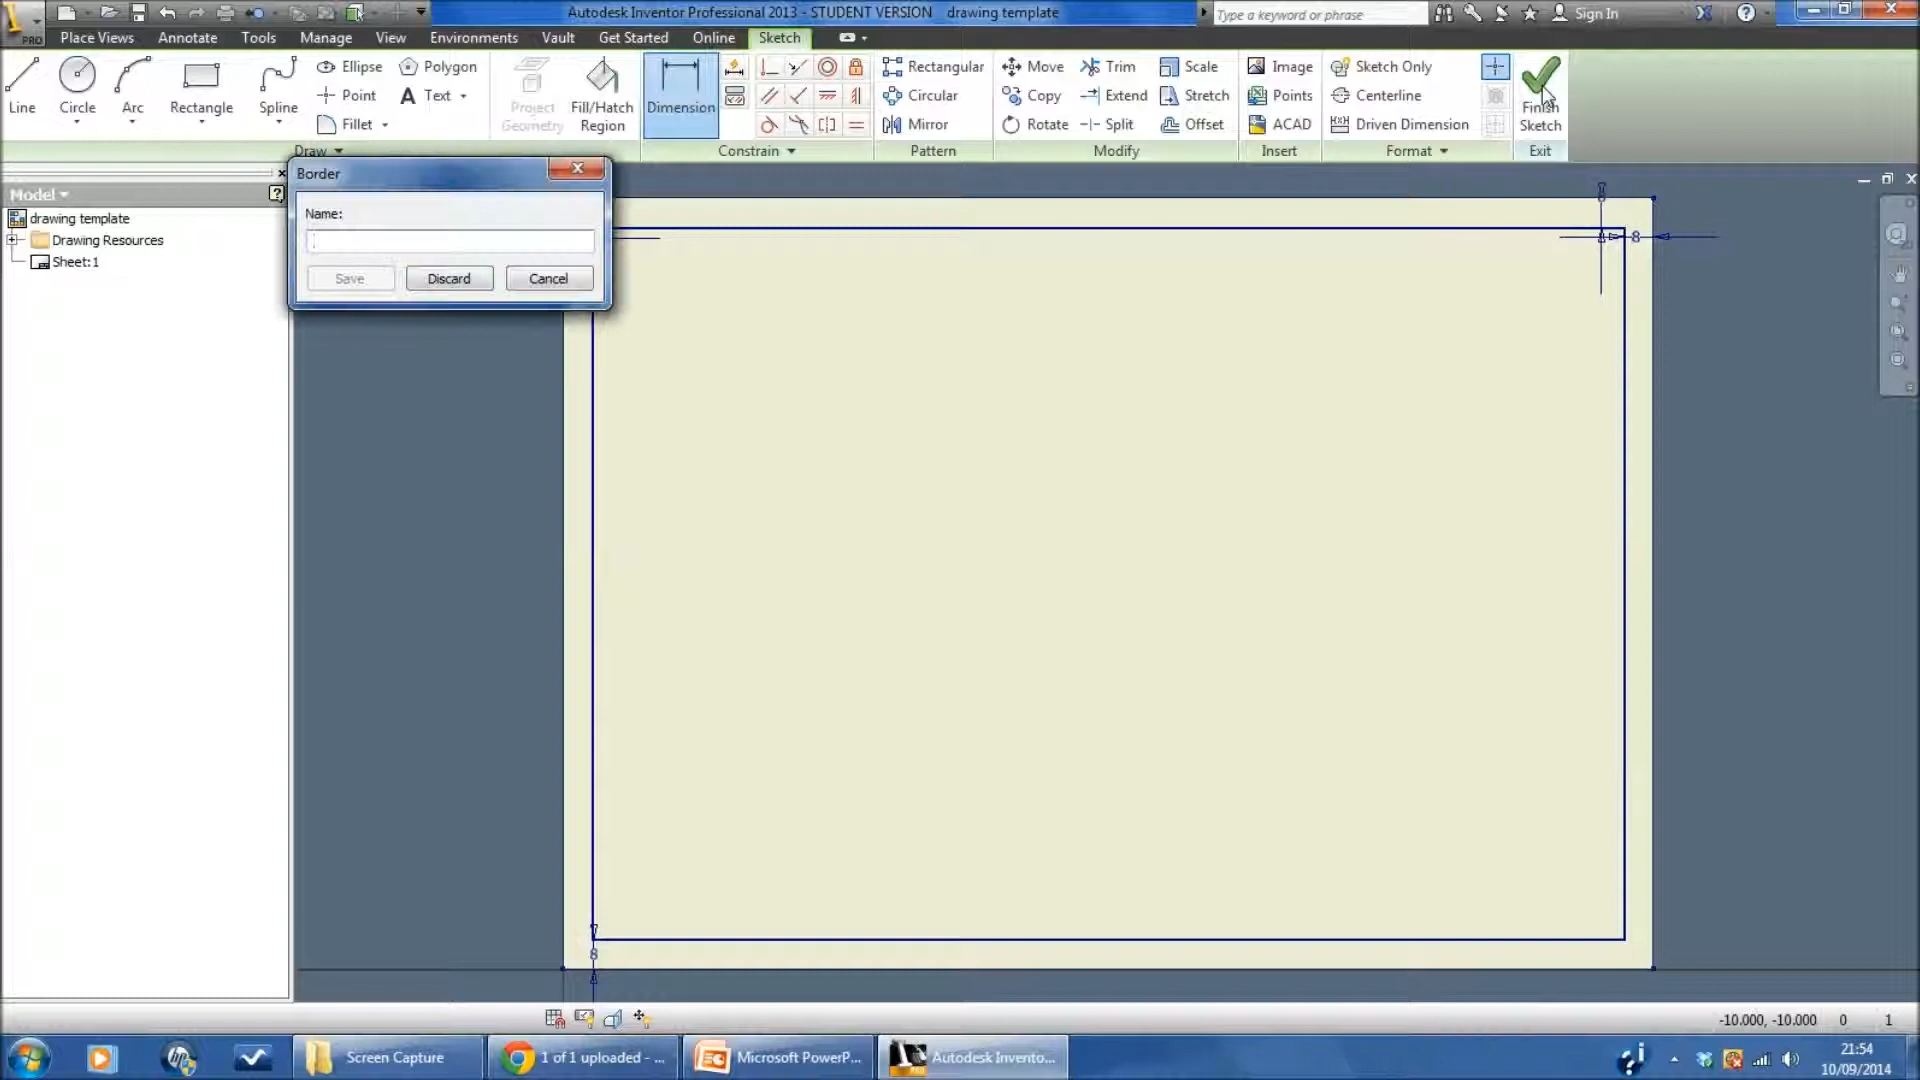 Autodesk Inventor Professional 2013 - STUDENT VERSION drawing template
Type a keyword or phrase
Sign In
PRO
Place Views Annotate Tools Manage View Environments Vault Get Started Online Sketch
Line
Circle
Arc
Rectangle
Spline
Ellipse
Polygon
Point
Text
Fillet
Project Geometry
Fill/Hatch Region
Dimension
Rectangular
Circular
Mirror
Move
Trim
Scale
Copy
Extend
Stretch
Rotate
Split
Offset
Image
Points
ACAD
Sketch Only
Centerline
Driven Dimension
Finish Sketch
Draw
Constrain
Pattern
Modify
Insert
Format
Exit
Model
drawing template
Drawing Resources
Sheet:1
Border
Name:
Save
Discard
Cancel
8
8
8
-10.000, -10.000 0 1
Screen Capture
1 of 1 uploaded - ...
Microsoft PowerP...
Autodesk Invento...
21:54
10/09/2014